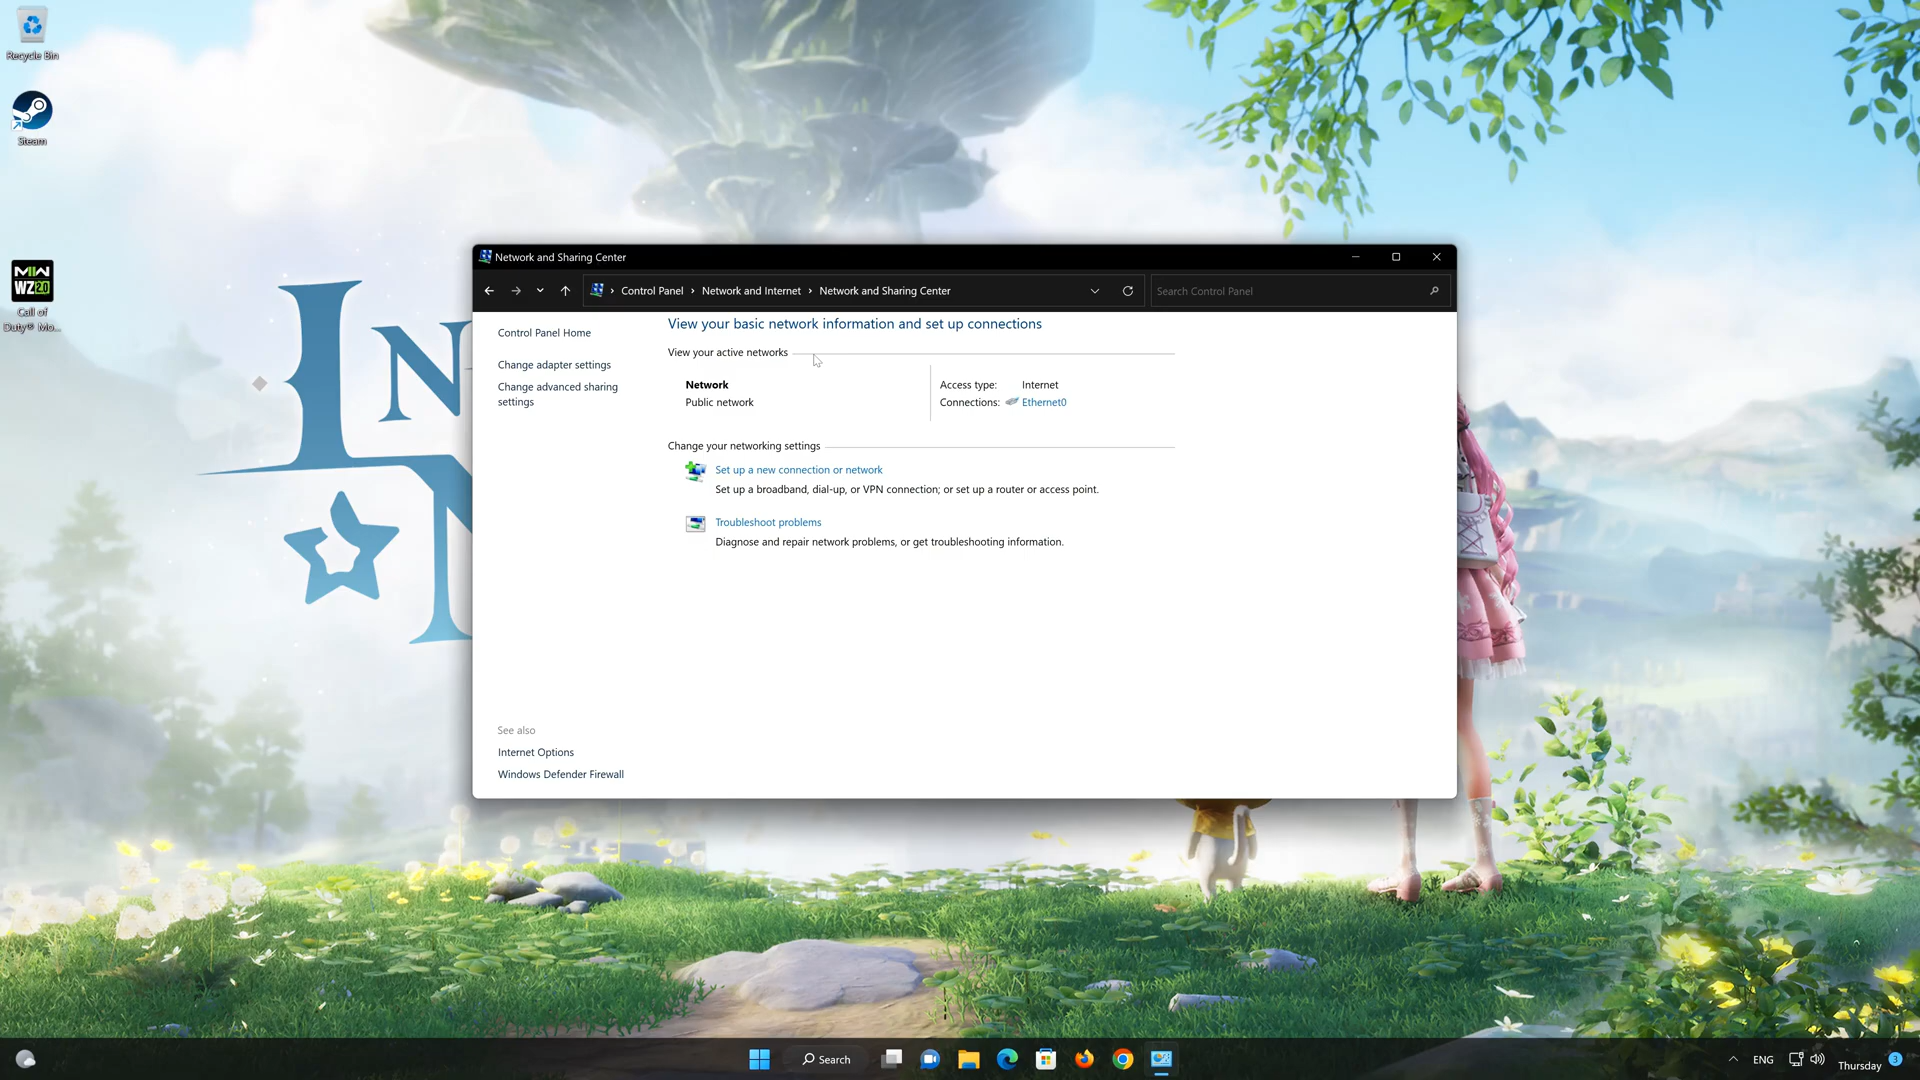 Recycle Bin
Steam
MW
WZ 2.0
Call of
Duty® Mo...
Network and Sharing Center
Control Panel > Network and Internet > Network and Sharing Center
Search Control Panel
Control Panel Home
Change adapter settings
Change advanced sharing
settings
View your basic network information and set up connections
View your active networks
Network
Public network
Access type: Internet
Connections: Ethernet0
Change your networking settings
Set up a new connection or network
Set up a broadband, dial-up, or VPN connection; or set up a router or access point.
Troubleshoot problems
Diagnose and repair network problems, or get troubleshooting information.
See also
Internet Options
Windows Defender Firewall
Search
ENG
Thursday
3